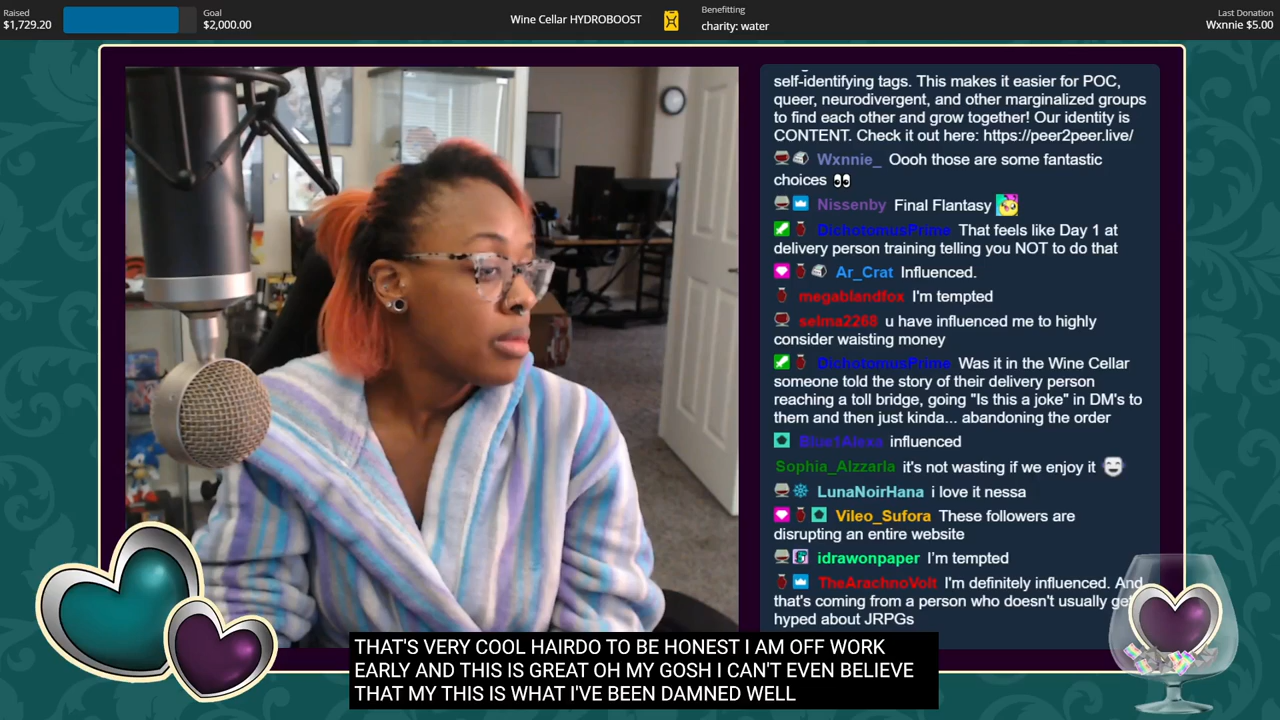 Raised
$1,729.20
Goal
$2,000.00
Wine Cellar HYDROBOOST
Benefitting
charity: water
Last Donation
Wxnnie $5.00
self-identifying tags. This makes it easier for POC,
queer, neurodivergent, and other marginalized groups
to find each other and grow together! Our identity is
CONTENT. Check it out here: https://peer2peer.live/
Wxnnie_ Oooh those are some fantastic
choices 👀
Nissenby Final Flantasy
DichotomusPrime That feels like Day 1 at
delivery person training telling you NOT to do that
Ar_Crat Influenced.
megablandfox I'm tempted
selma2268 u have influenced me to highly
consider waisting money
DichotomusPrime Was it in the Wine Cellar
someone told the story of their delivery person
reaching a toll bridge, going "Is this a joke" in DM's to
them and then just kinda... abandoning the order
influenced
Sophia_Alzzarla it's not wasting if we enjoy it
LunaNoirHana i love it nessa
Vileo_Sufora These followers are
disrupting an entire website
idrawonpaper I'm tempted
TheArachnoVolt I'm definitely influenced. And
that's coming from a person who doesn't usually get
hyped about JRPGs
THAT'S VERY COOL HAIRDO TO BE HONEST I AM OFF WORK
EARLY AND THIS IS GREAT OH MY GOSH I CAN'T EVEN BELIEVE
THAT MY THIS IS WHAT I'VE BEEN DAMNED WELL